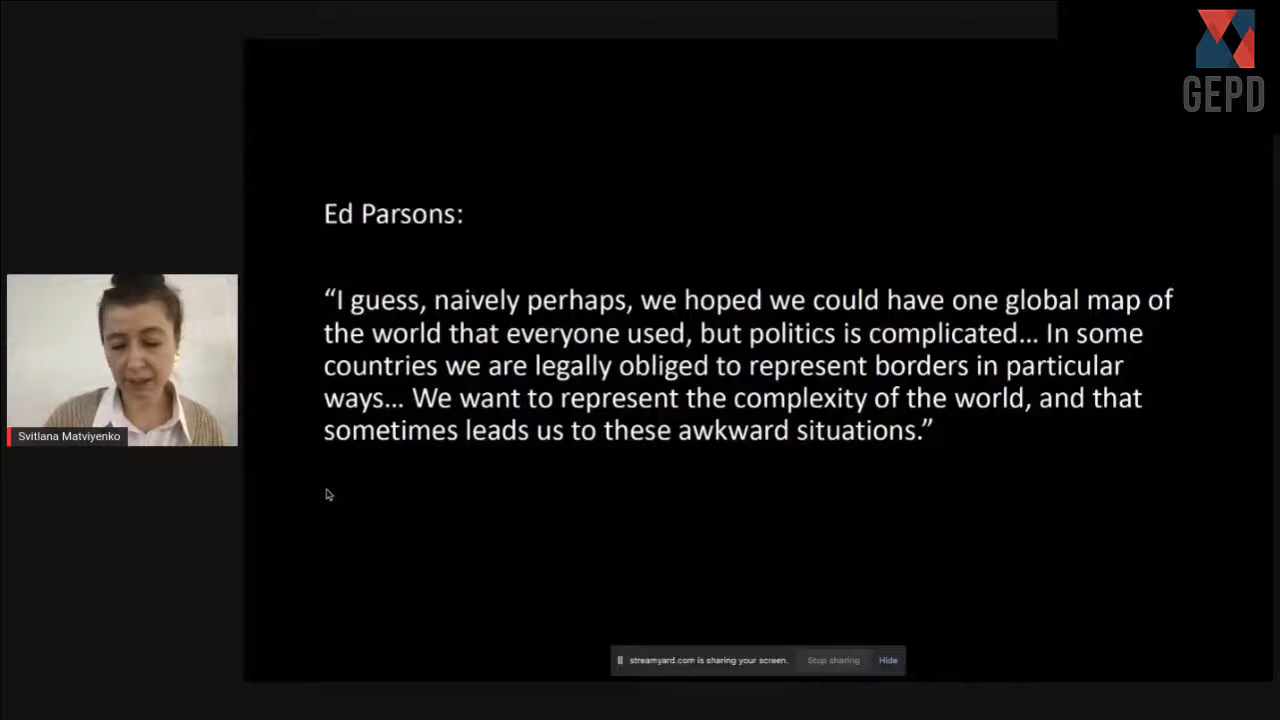 GEPD
Ed Parsons:
“I guess, naively perhaps, we hoped we could have one global map of
the world that everyone used, but politics is complicated… In some
countries we are legally obliged to represent borders in particular
ways… We want to represent the complexity of the world, and that
sometimes leads us to these awkward situations.”
Svitlana Matviyenko
streamyard.com is sharing your screen.
Stop sharing
Hide